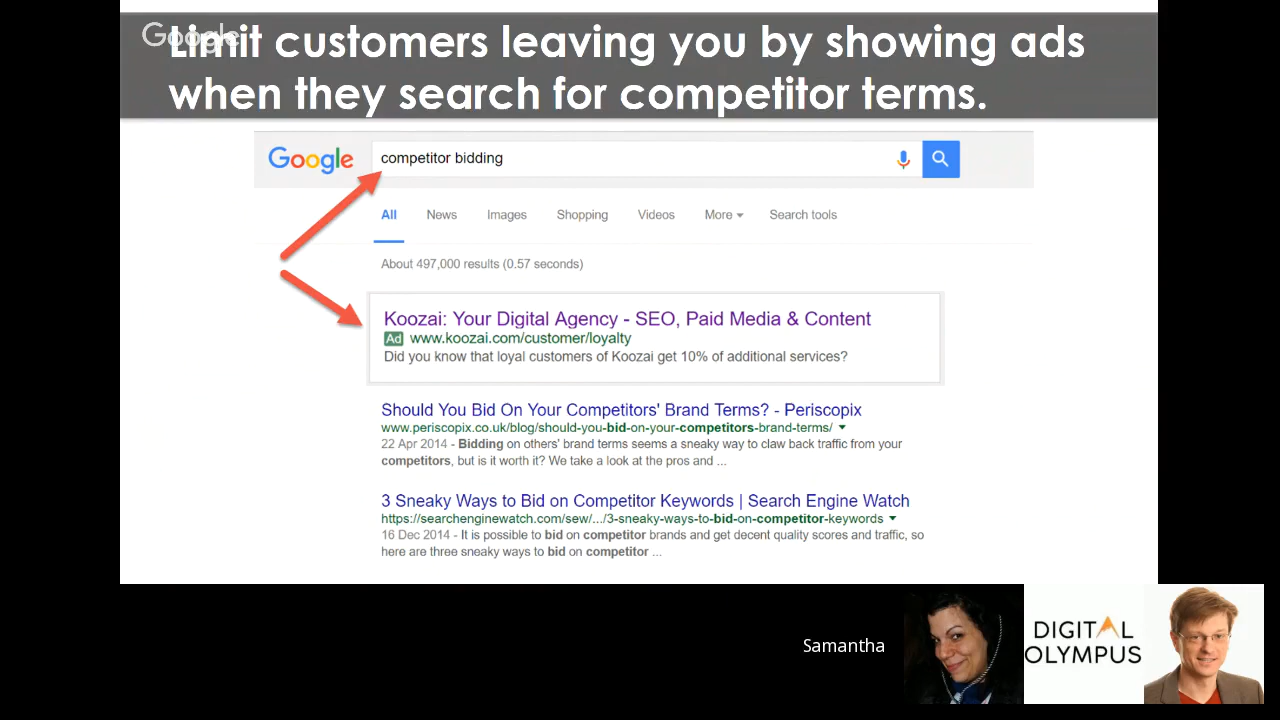 Google
Limit customers leaving you by showing ads
when they search for competitor terms.
Google competitor bidding
All News Images Shopping Videos More Search tools
About 497,000 results (0.57 seconds)
Koozai: Your Digital Agency - SEO, Paid Media & Content
Ad www.koozai.com/customer/loyalty
Did you know that loyal customers of Koozai get 10% of additional services?
Should You Bid On Your Competitors' Brand Terms? - Periscopix
www.periscopix.co.uk/blog/should-you-bid-on-your-competitors-brand-terms/
22 Apr 2014 - Bidding on others' brand terms seems a sneaky way to claw back traffic from your
competitors, but is it worth it? We take a look at the pros and ...
3 Sneaky Ways to Bid on Competitor Keywords | Search Engine Watch
https://searchenginewatch.com/sew/.../3-sneaky-ways-to-bid-on-competitor-keywords
16 Dec 2014 - It is possible to bid on competitor brands and get decent quality scores and traffic, so
here are three sneaky ways to bid on competitor ...
Samantha
DIGITAL
OLYMPUS